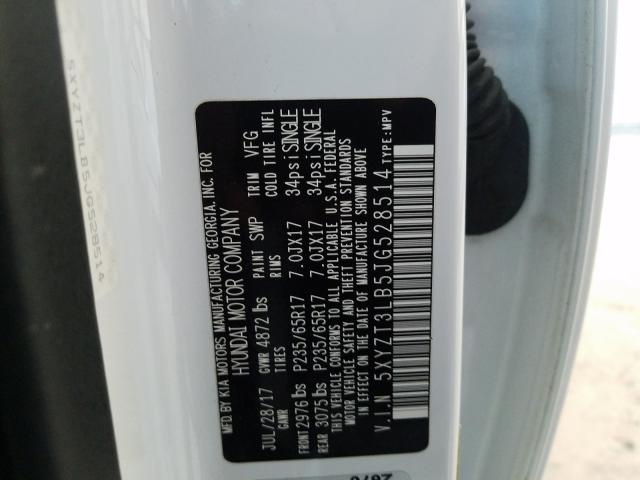 MFD.BY KIA MOTORS MANUFACTURING GEORGIA, INC. FOR
HYUNDAI MOTOR COMPANY
JUL/28/17 GVWR 4872 lbs PAINT SWP TRIM VFG
GAWR TIRES RIMS COLD TIRE INFL
FRONT 2976 lbs P235/65R17 7.0JX17 34psi SINGLE
REAR 3075 lbs P235/65R17 7.0JX17 34psi SINGLE
THIS VEHICLE CONFORMS TO ALL APPLICABLE U.S.A. FEDERAL
MOTOR VEHICLE SAFETY, THEFT PREVENTION STANDARDS
IN EFFECT ON THE DATE OF MANUFACTURE SHOWN ABOVE.
V.I.N 5XYZT3LB5JG528514 TYPE:MPV
5XYZT3LB5JG528514